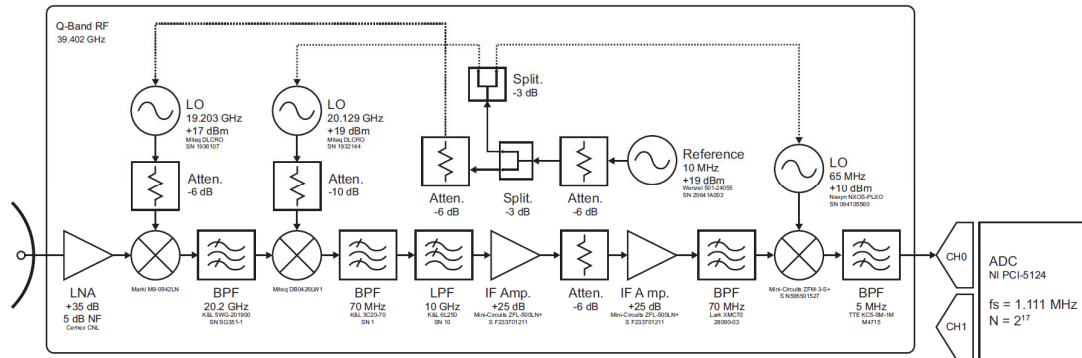 Q-Band RF
39.402 GHz
LO
19.203 GHz
+17 dBm
Miteq DLCRO
SN 1936107
LO
20.129 GHz
+19 dBm
Miteq DLCRO
SN 1932144
Split.
-3 dB
Reference
10 MHz
+19 dBm
Wenzel 501-24055
SN 20641A003
LO
65 MHz
+10 dBm
Nexyn NXOS-PLXO
SN 094105560
Atten.
-6 dB
Atten.
-10 dB
Atten.
-6 dB
Split.
-3 dB
Atten.
-6 dB
LNA
+35 dB
5 dB NF
Cernex CNL
Marki M9-0942LN
BPF
20.2 GHz
K&L 5WG-201900
SN SG351-1
Miteq DB0426LW1
BPF
70 MHz
K&L 3C20-70
SN 1
LPF
10 GHz
K&L 6L250
SN 10
IF Amp.
+25 dB
Mini-Circuits ZFL-500LN+
S F233701211
Atten.
-6 dB
IF A mp.
+25 dB
Mini-Circuits ZFL-500LN+
S F233701211
BPF
70 MHz
Lark XMC70
28090-03
Mini-Circuits ZFM-3-S+
S N595501527
BPF
5 MHz
TTE KC5-5M-1M
M4715
CH0
CH1
ADC
NI PCI-5124
fs = 1.111 MHz
N = 2¹⁷